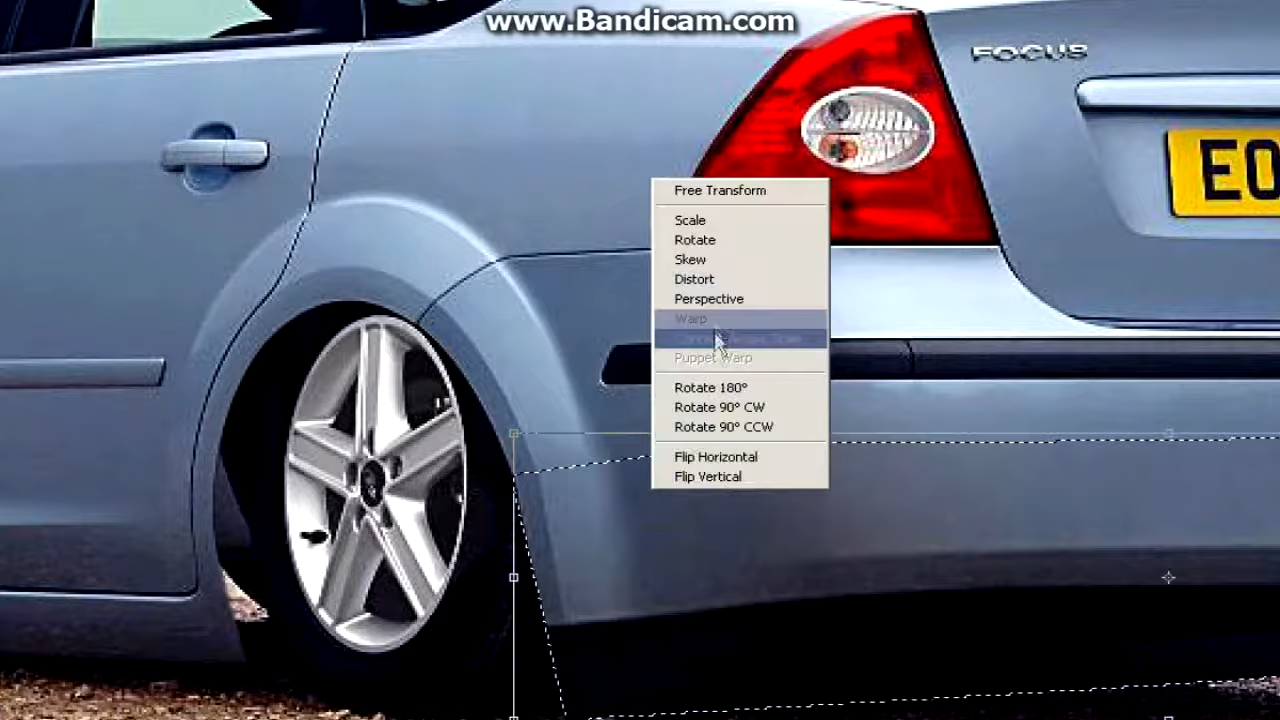 www.Bandicam.com
FOCUS
EO
Free Transform
Scale
Rotate
Skew
Distort
Perspective
Warp
Puppet Warp
Rotate 180°
Rotate 90° CW
Rotate 90° CCW
Flip Horizontal
Flip Vertical